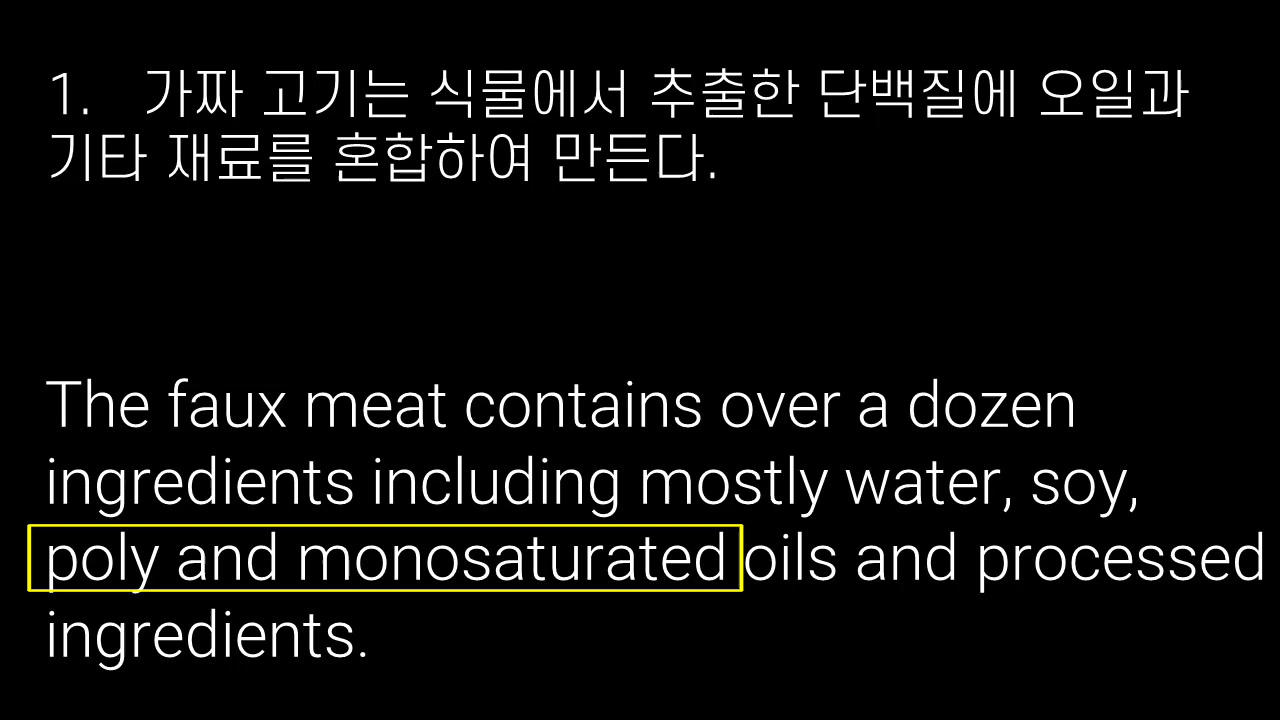 1. 가짜 고기는 식물에서 추출한 단백질에 오일과
기타 재료를 혼합하여 만든다.
The faux meat contains over a dozen
ingredients including mostly water, soy,
poly and monosaturated oils and processed
ingredients.